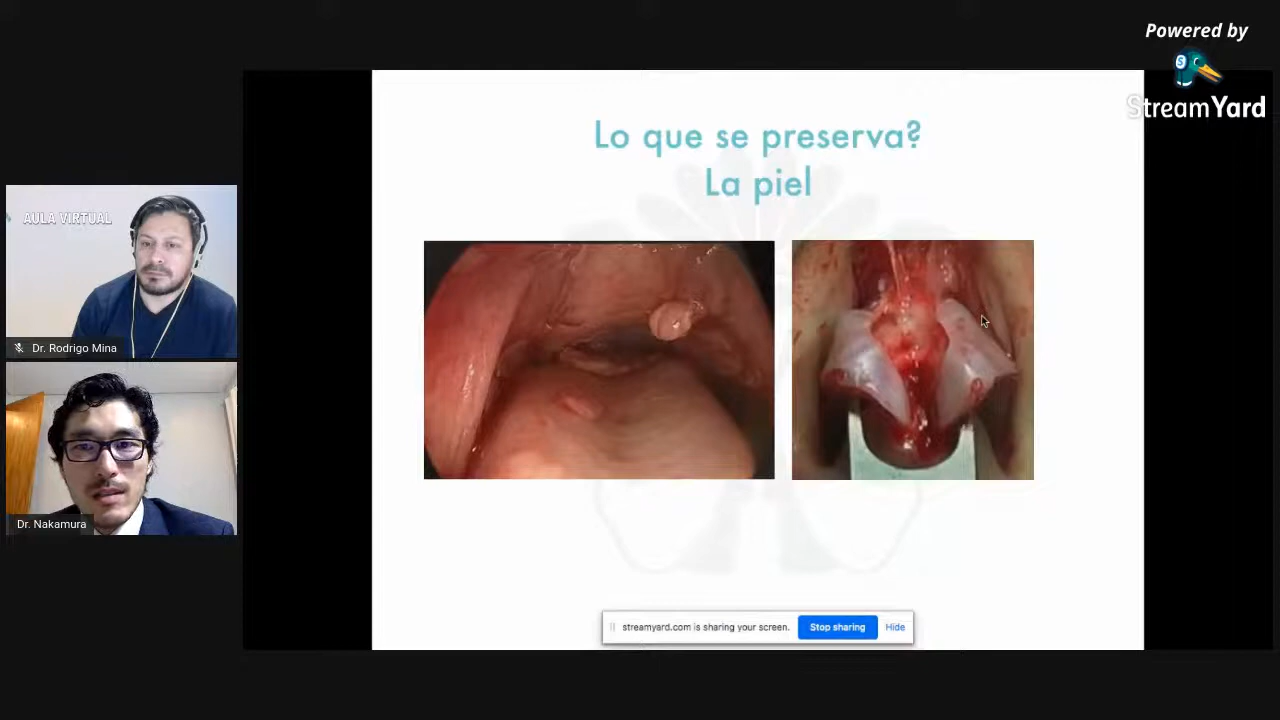 Powered by
StreamYard
Lo que se preserva?
La piel
AULA VIRTUAL
Dr. Rodrigo Mina
Dr. Nakamura
streamyard.com is sharing your screen.
Stop sharing
Hide